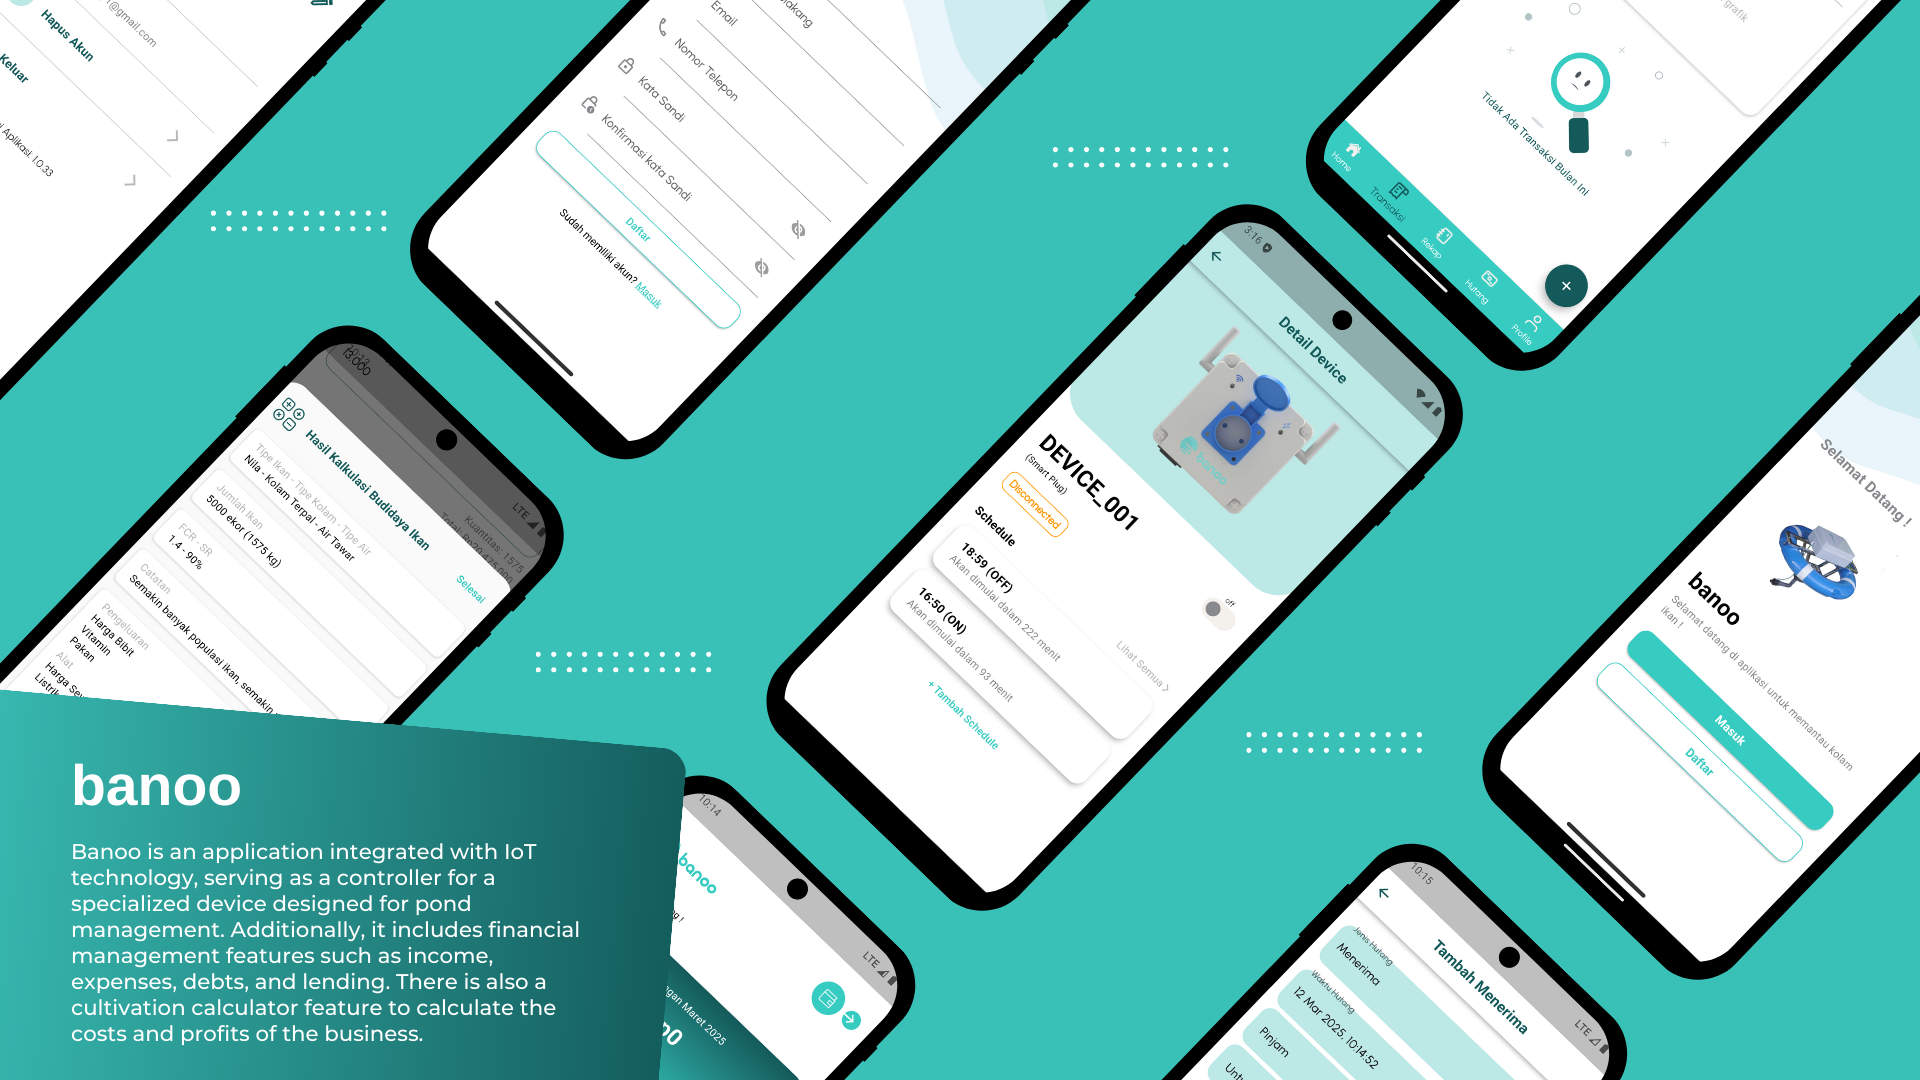 @gmail.com
Hapus Akun
Keluar
Aplikasi 1.0.33
Email
Nomor Telepon
Kata Sandi
Konfirmasi kata Sandi
Daftar
Sudah memiliki akun? Masuk
grafik
Tidak Ada Transaksi Bulan Ini
Home
Transaksi
Rekap
Hutang
Profile
13.000
LTE
Kuantitas: 1575
Hasil Kalkulasi Budidaya Ikan
Selesai
Tipe Ikan - Tipe Kolam - Tipe Air
Nila - Kolam Terpal - Air Tawar
Jumlah Ikan
5000 ekor (1575 kg)
FCR - SR
1.4 - 90%
Catatan
Semakin banyak populasi ikan, semakin
Pengeluaran
Harga Bibit
Vitamin
Pakan
Alat
3:16
Detail Device
banoo
DEVICE_001
(Smart Plug)
Disconnected
off
Schedule
Lihat Semua
18:59 (OFF)
Akan dimulai dalam 222 menit
16:50 (ON)
Akan dimulai dalam 93 menit
+ Tambah Schedule
Selamat Datang !
banoo
Selamat datang di aplikasi untuk memantau kolam
ikan !
Masuk
Daftar
banoo
Banoo is an application integrated with IoT
technology, serving as a controller for a
specialized device designed for pond
management. Additionally, it includes financial
management features such as income,
expenses, debts, and lending. There is also a
cultivation calculator feature to calculate the
costs and profits of the business.
10:14
LTE
banoo
Maret 2025
10:15
LTE
Tambah Menerima
Jenis Hutang
Menerima
Waktu Hutang
12 Mar 2025, 10:14:52
Pinjam